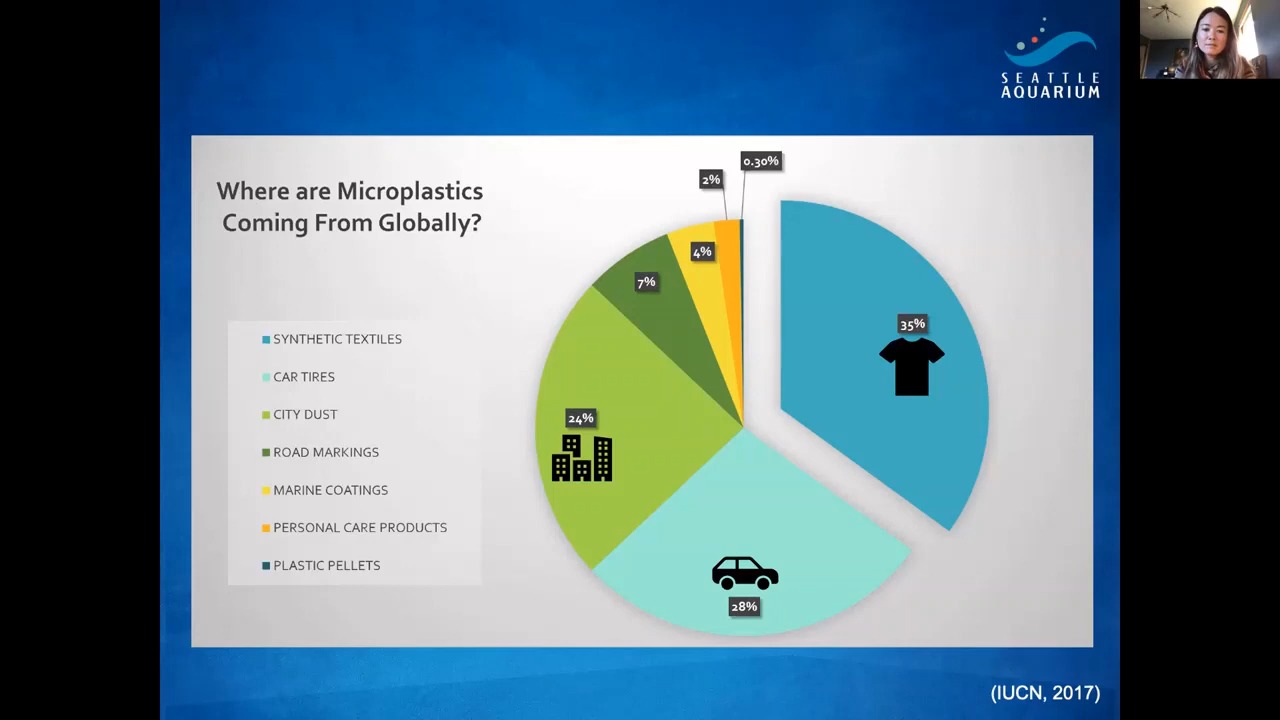 SEATTLE
AQUARIUM
Where are Microplastics
Coming From Globally?
SYNTHETIC TEXTILES
CAR TIRES
CITY DUST
ROAD MARKINGS
MARINE COATINGS
PERSONAL CARE PRODUCTS
PLASTIC PELLETS
0.30%
2%
4%
7%
35%
24%
28%
(IUCN, 2017)